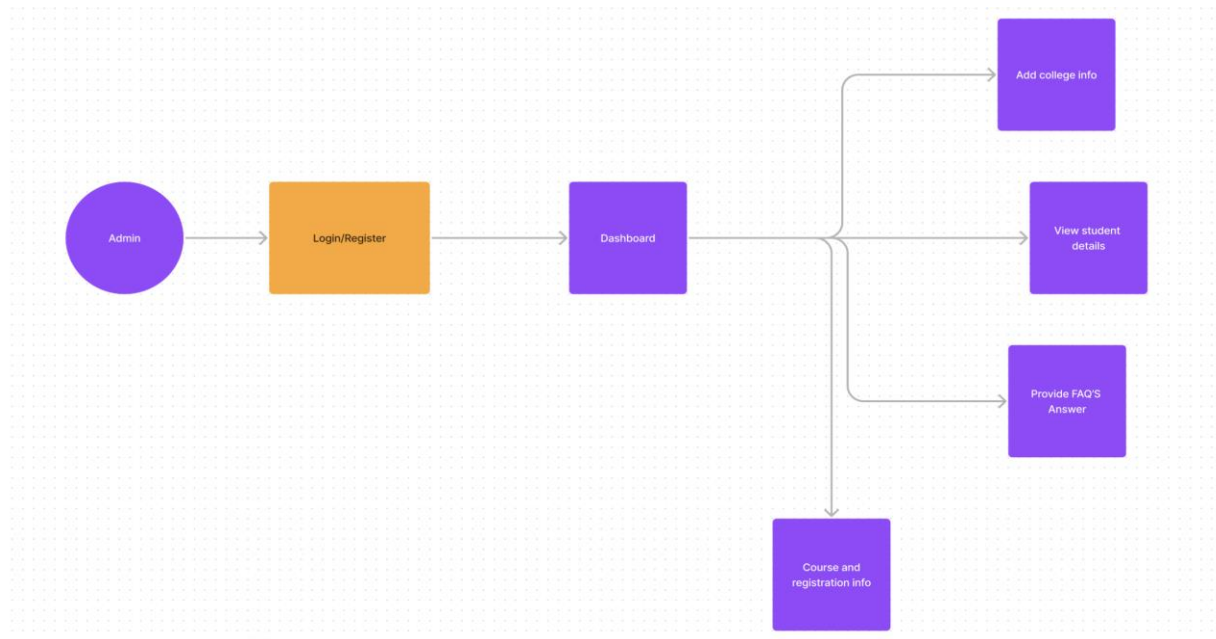 Add college info
Admin
Login/Register
Dashboard
View student
details
Provide FAQ'S
Answer
Course and
registration info